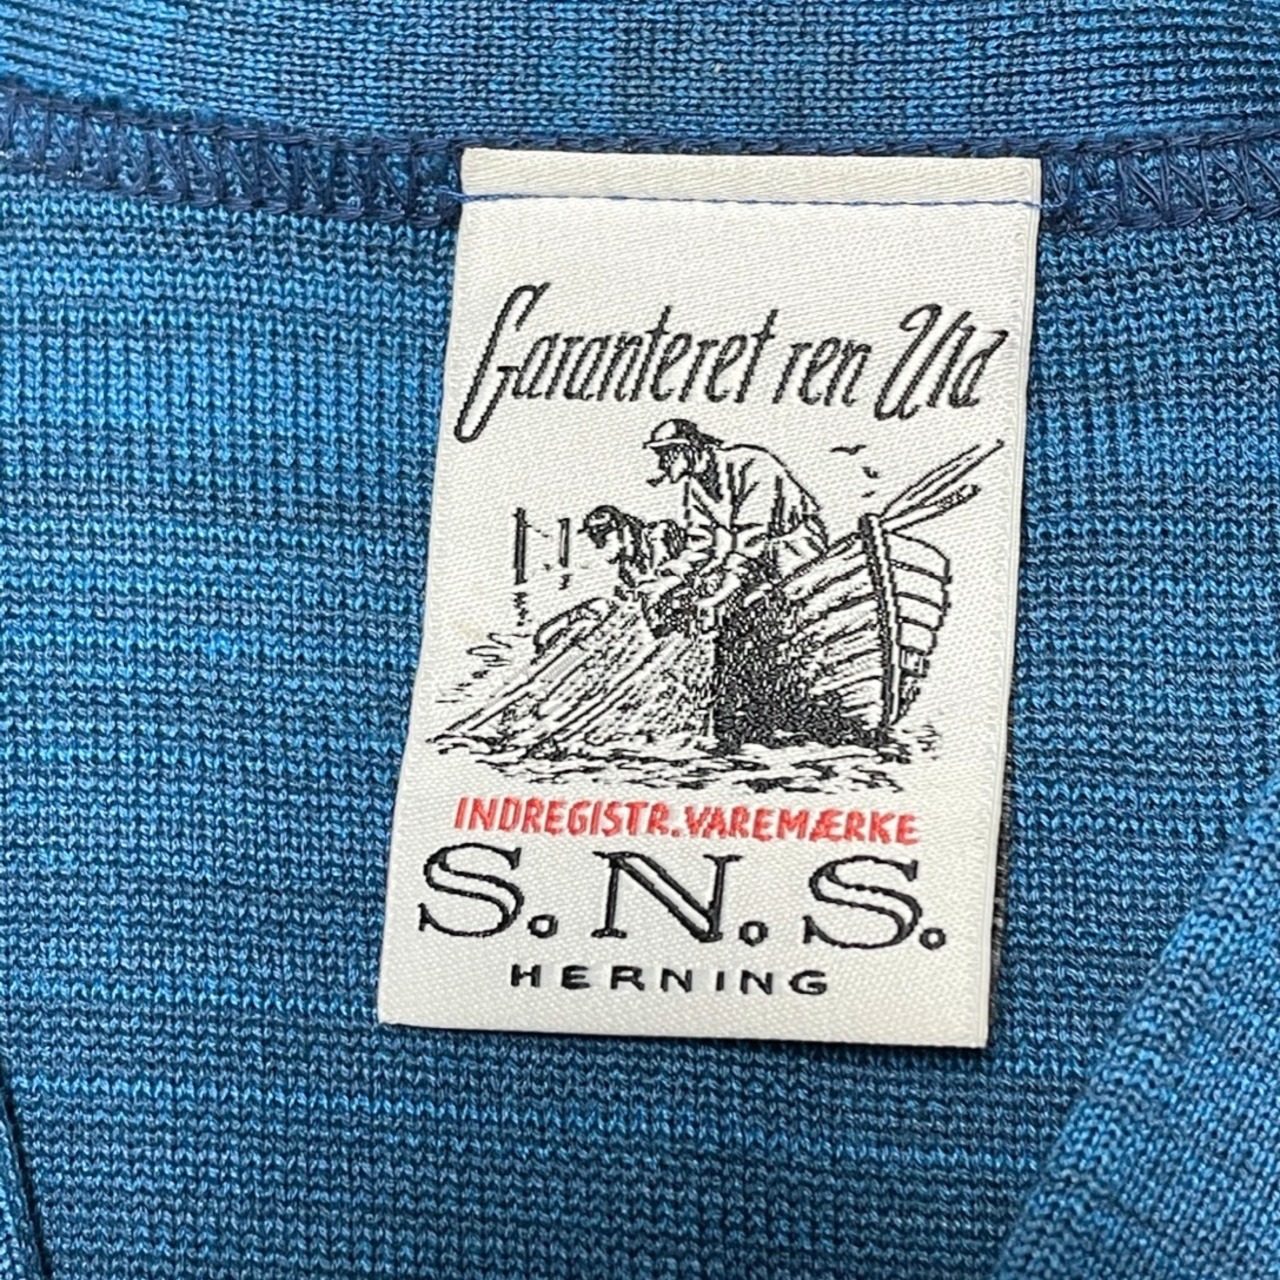 Garanteret ren Uld
INDREGISTR. VAREMÆRKE
S.N.S.
HERNING